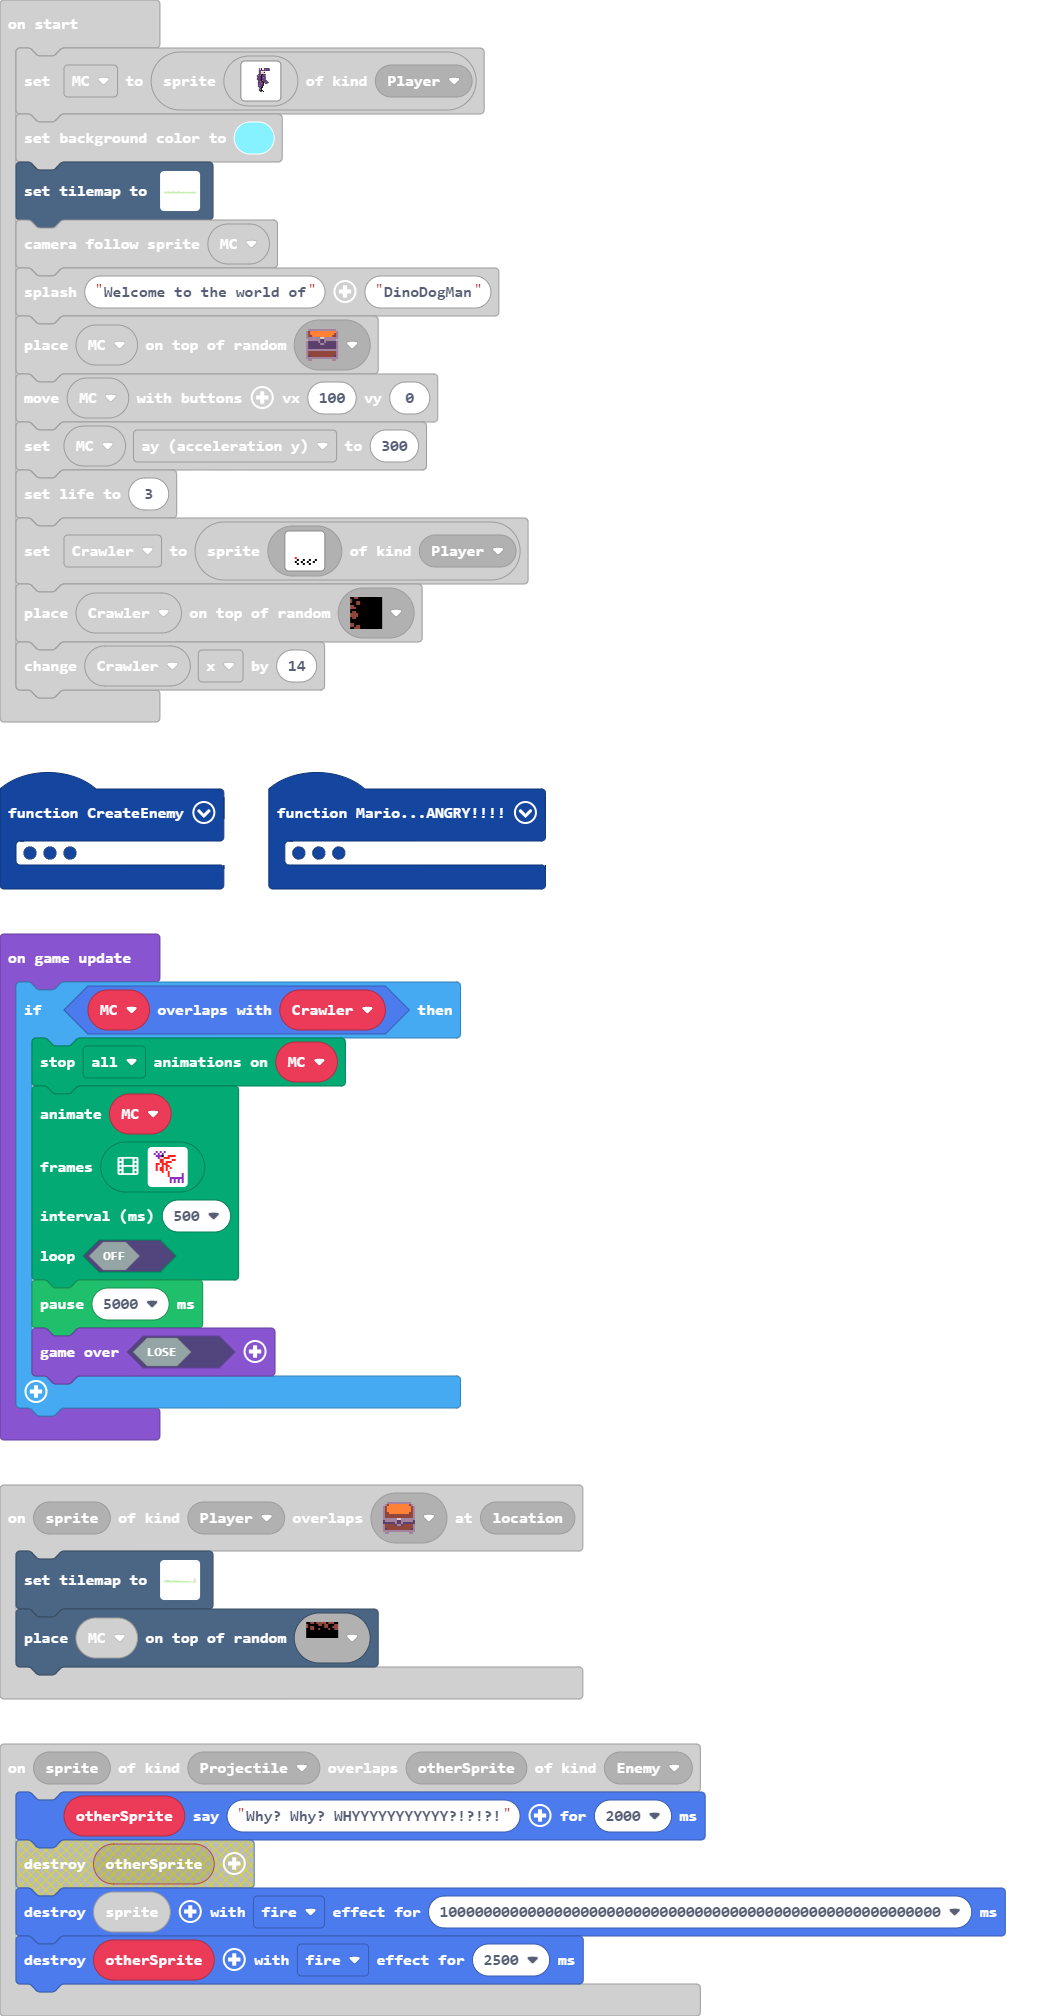 on start
set MC to sprite of kind Player
set background color to
set tilemap to
camera follow sprite MC
splash "Welcome to the world of" "DinoDogMan"
place MC on top of random
move MC with buttons vx 100 vy 0
set MC ay (acceleration y) to 300
set life to 3
set Crawler to sprite of kind Player
place Crawler on top of random
change Crawler x by 14
function CreateEnemy function Mario...ANGRY!!!!
on game update
if MC overlaps with Crawler then
stop all animations on MC
animate MC
frames
interval (ms) 500
loop OFF
pause 5000 ms
game over LOSE
on sprite of kind Player overlaps at location
set tilemap to
place MC on top of random
on sprite of kind Projectile overlaps otherSprite of kind Enemy
otherSprite say "Why? Why? WHYYYYYYYYYYY?!?!?!" for 2000 ms
destroy otherSprite
destroy sprite with fire effect for ms
destroy otherSprite with fire effect for 2500 ms